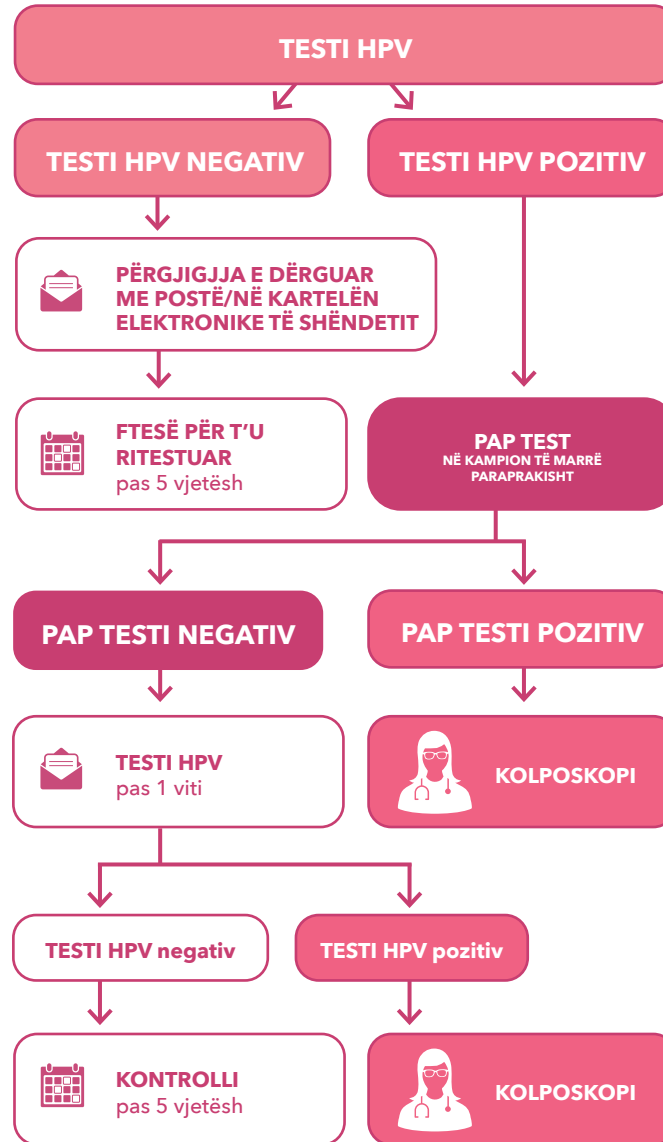 TESTI HPV
TESTI HPV NEGATIV
TESTI HPV POZITIV
PËRGJIGJJA E DËRGUAR
ME POSTË/NË KARTELËN
ELEKTRONIKE TË SHËNDETIT
FTESË PËR T'U
RITESTUAR
pas 5 vjetësh
PAP TEST
NË KAMPION TË MARRË
PARAPRAKISHT
PAP TESTI NEGATIV
PAP TESTI POZITIV
TESTI HPV
pas 1 viti
KOLPOSKOPI
TESTI HPV negativ
TESTI HPV pozitiv
KONTROLLI
pas 5 vjetësh
KOLPOSKOPI